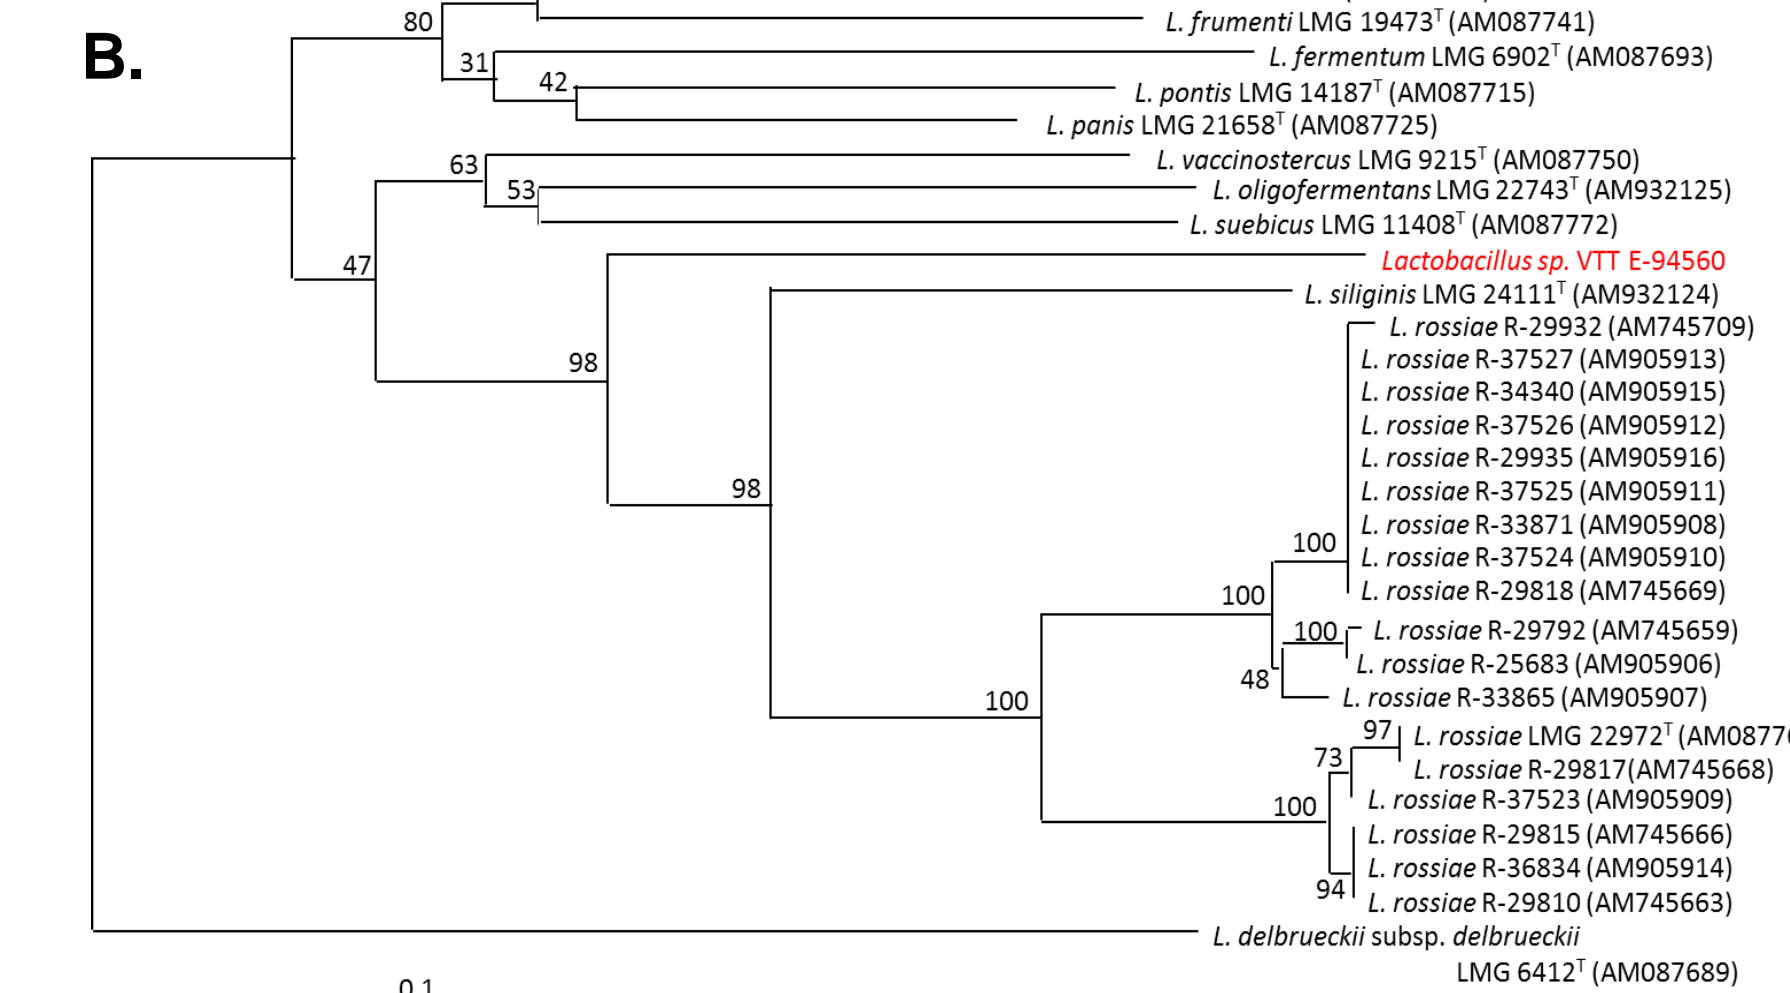 B.
80
L. frumenti LMG 19473T (AM087741)
31
L. fermentum LMG 6902T (AM087693)
42
L. pontis LMG 14187T (AM087715)
L. panis LMG 21658T (AM087725)
63
L. vaccinostercus LMG 9215T (AM087750)
53
L. oligofermentans LMG 22743T (AM932125)
L. suebicus LMG 11408T (AM087772)
47
Lactobacillus sp. VTT E-94560
L. siliginis LMG 24111T (AM932124)
L. rossiae R-29932 (AM745709)
98
L. rossiae R-37527 (AM905913)
L. rossiae R-34340 (AM905915)
L. rossiae R-37526 (AM905912)
L. rossiae R-29935 (AM905916)
98
L. rossiae R-37525 (AM905911)
L. rossiae R-33871 (AM905908)
100
L. rossiae R-37524 (AM905910)
100
L. rossiae R-29818 (AM745669)
100
L. rossiae R-29792 (AM745659)
L. rossiae R-25683 (AM905906)
48
L. rossiae R-33865 (AM905907)
100
97
L. rossiae LMG 22972T (AM0877
73
L. rossiae R-29817(AM745668)
L. rossiae R-37523 (AM905909)
100
L. rossiae R-29815 (AM745666)
L. rossiae R-36834 (AM905914)
94
L. rossiae R-29810 (AM745663)
L. delbrueckii subsp. delbrueckii
LMG 6412T (AM087689)
0.1